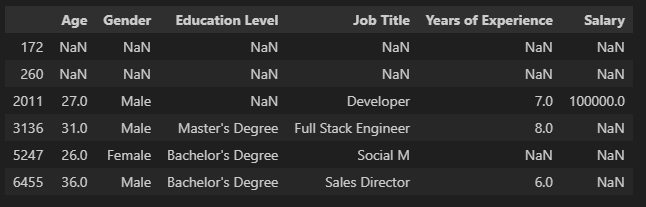 Age Gender Education Level Job Title Years of Experience Salary
172 NaN NaN NaN NaN NaN NaN
260 NaN NaN NaN NaN NaN NaN
2011 27.0 Male NaN Developer 7.0 100000.0
3136 31.0 Male Master's Degree Full Stack Engineer 8.0 NaN
5247 26.0 Female Bachelor's Degree Social M NaN NaN
6455 36.0 Male Bachelor's Degree Sales Director 6.0 NaN